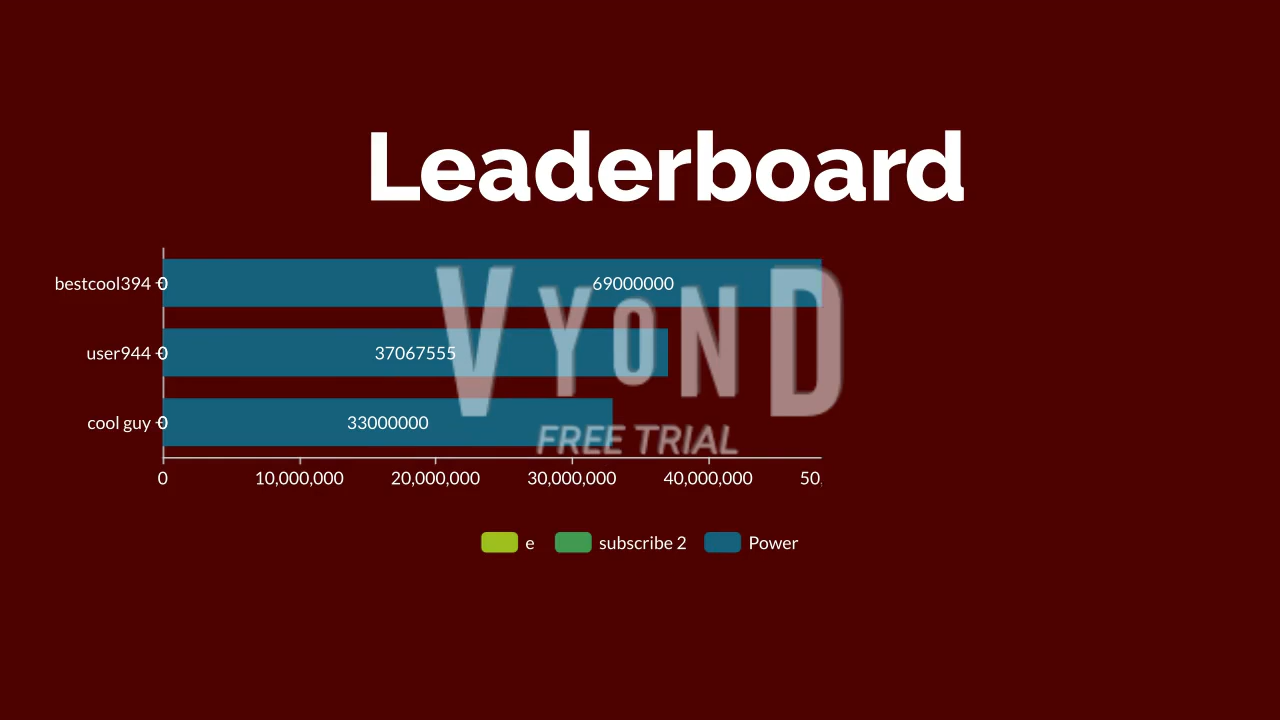 Leaderboard
bestcool394 0 69000000
user944 0 37067555
cool guy 0 33000000
VYOND
FREE TRIAL
0 10,000,000 20,000,000 30,000,000 40,000,000 50,
e subscribe 2 Power